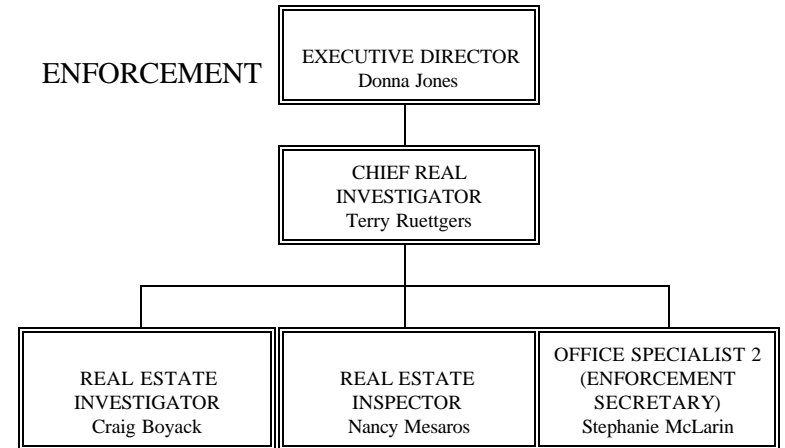 ENFORCEMENT
EXECUTIVE DIRECTOR
Donna Jones
CHIEF REAL
INVESTIGATOR
Terry Ruettgers
REAL ESTATE
INVESTIGATOR
Craig Boyack
REAL ESTATE
INSPECTOR
Nancy Mesaros
OFFICE SPECIALIST 2
(ENFORCEMENT
SECRETARY)
Stephanie McLarin